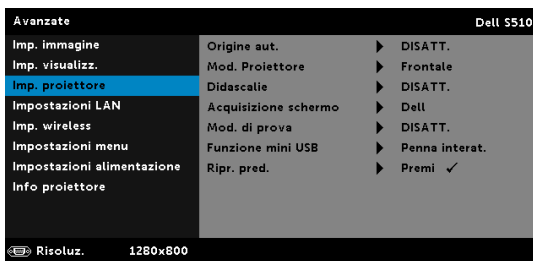 Avanzate Dell S510
Imp. immagine
Imp. visualizz.
Imp. proiettore
Impostazioni LAN
Imp. wireless
Impostazioni menu
Impostazioni alimentazione
Info proiettore
Origine aut. DISATT.
Mod. Proiettore Frontale
Didascalie DISATT.
Acquisizione schermo Dell
Mod. di prova DISATT.
Funzione mini USB Penna interat.
Ripr. pred. Premi ✓
Risoluz. 1280x800